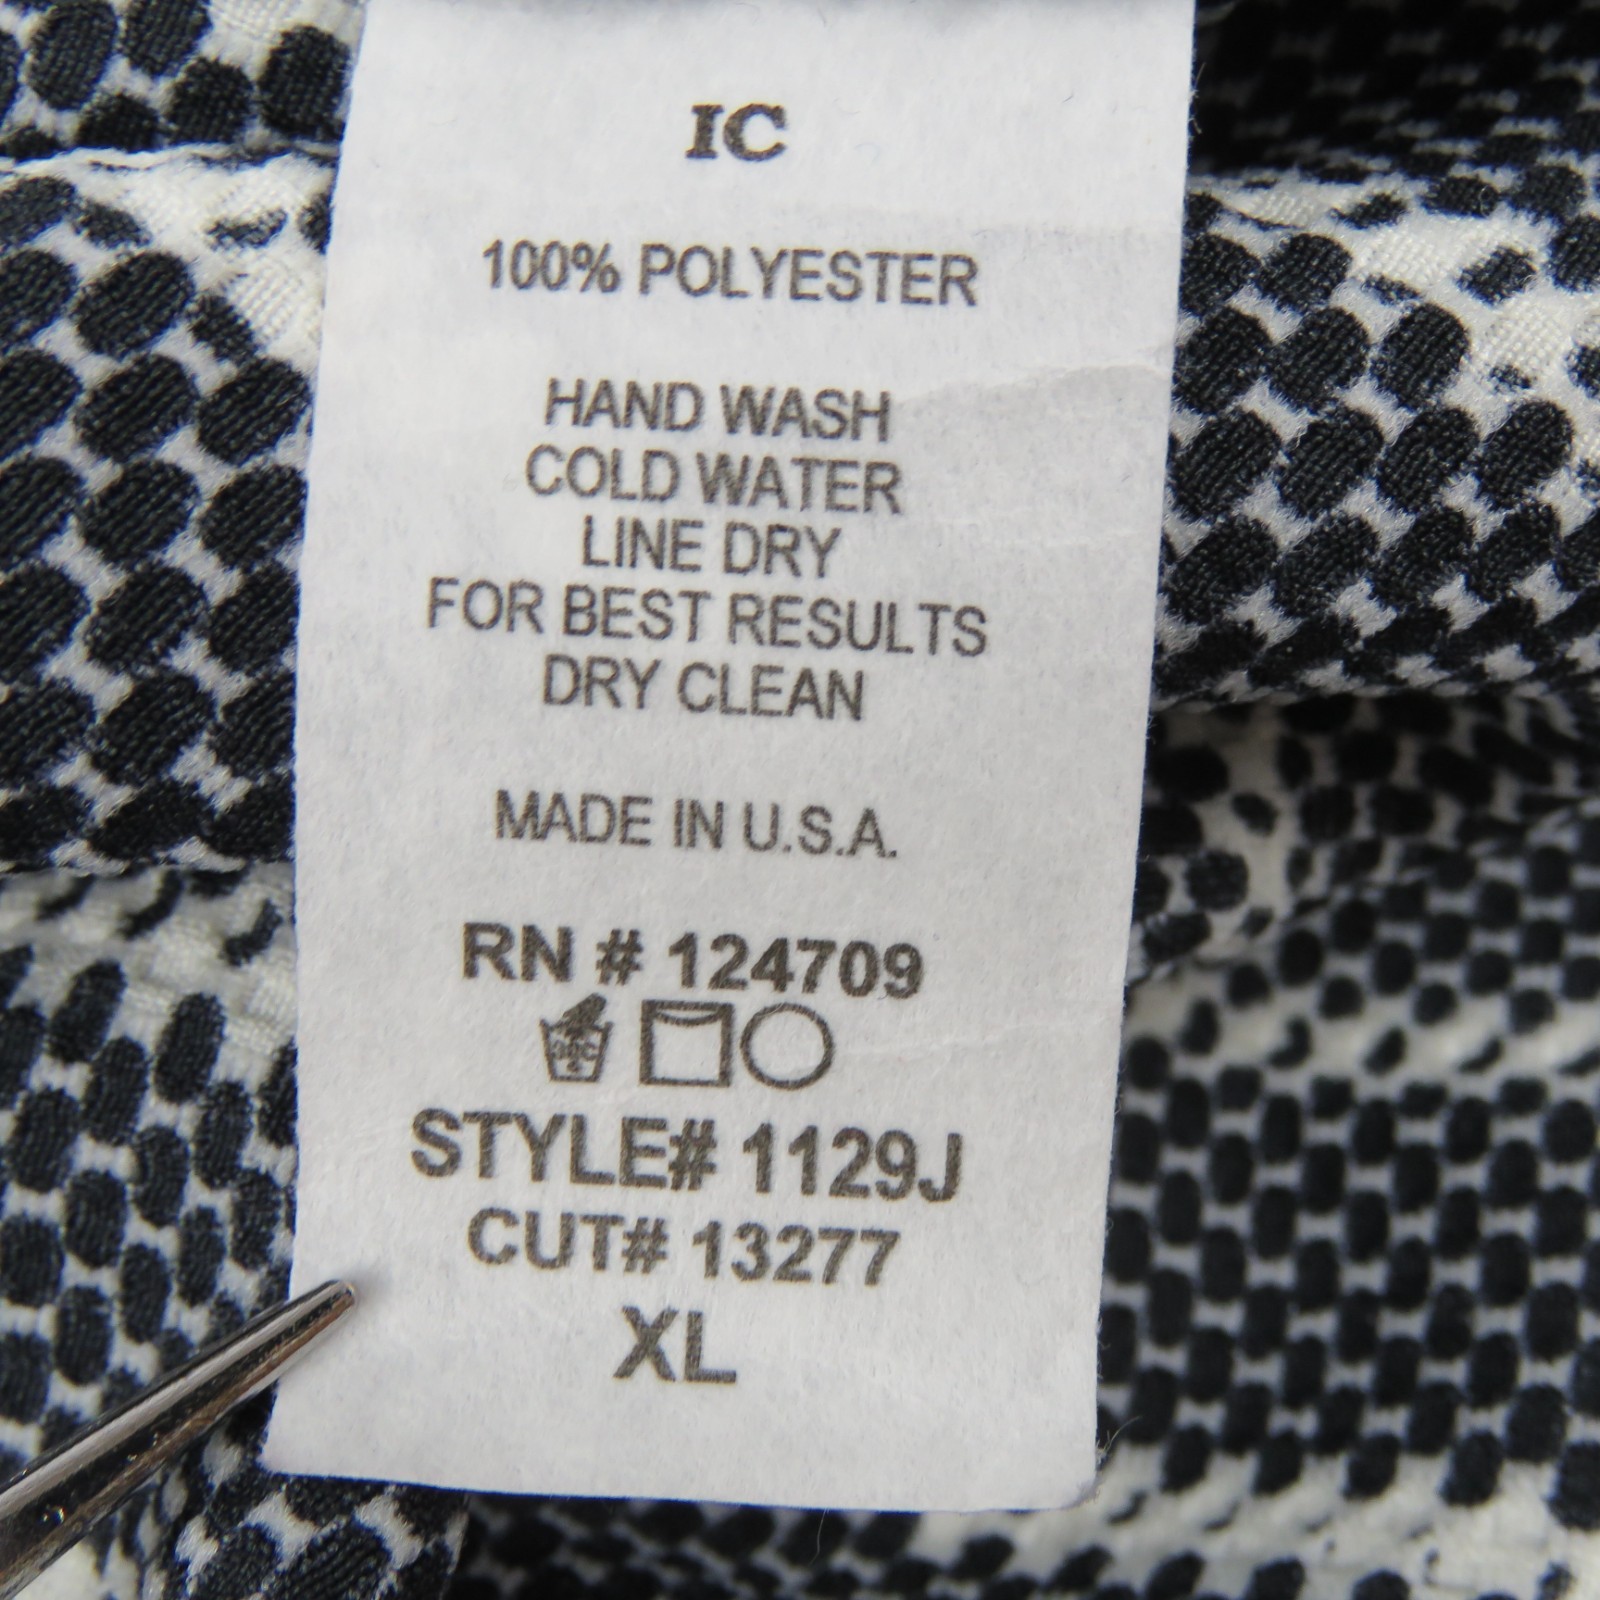 IC
100% POLYESTER
HAND WASH
COLD WATER
LINE DRY
FOR BEST RESULTS
DRY CLEAN
MADE IN U.S.A.
RN # 124709
STYLE# 1129J
CUT# 13277
XL